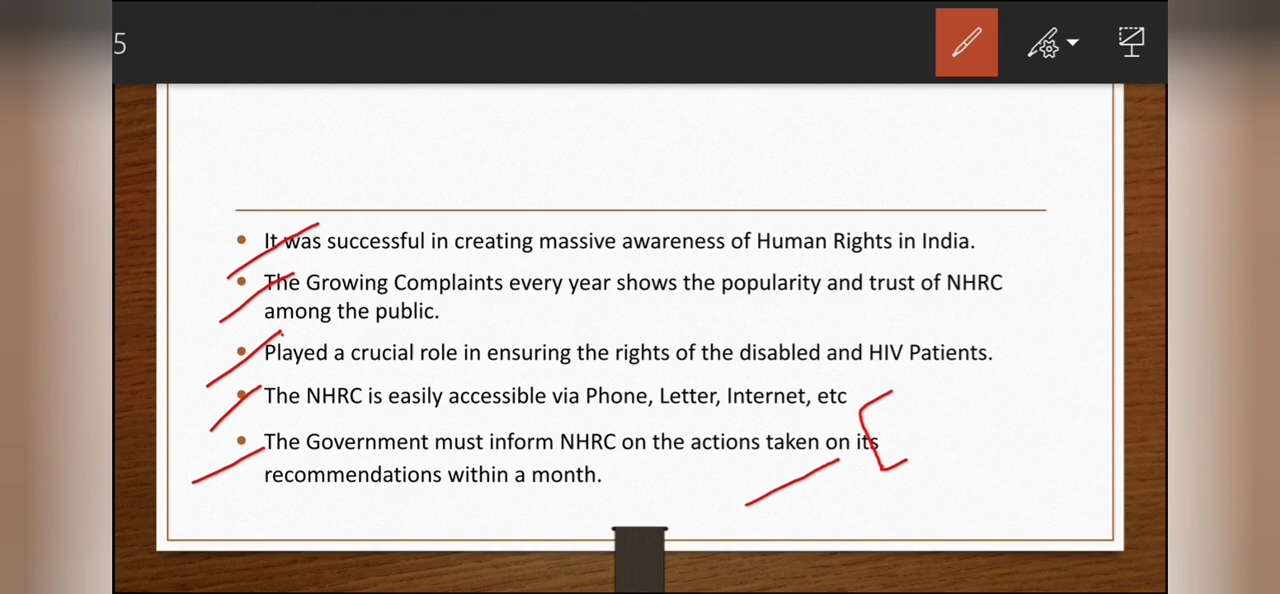 5
It was successful in creating massive awareness of Human Rights in India.
The Growing Complaints every year shows the popularity and trust of NHRC
among the public.
Played a crucial role in ensuring the rights of the disabled and HIV Patients.
The NHRC is easily accessible via Phone, Letter, Internet, etc
The Government must inform NHRC on the actions taken on its
recommendations within a month.